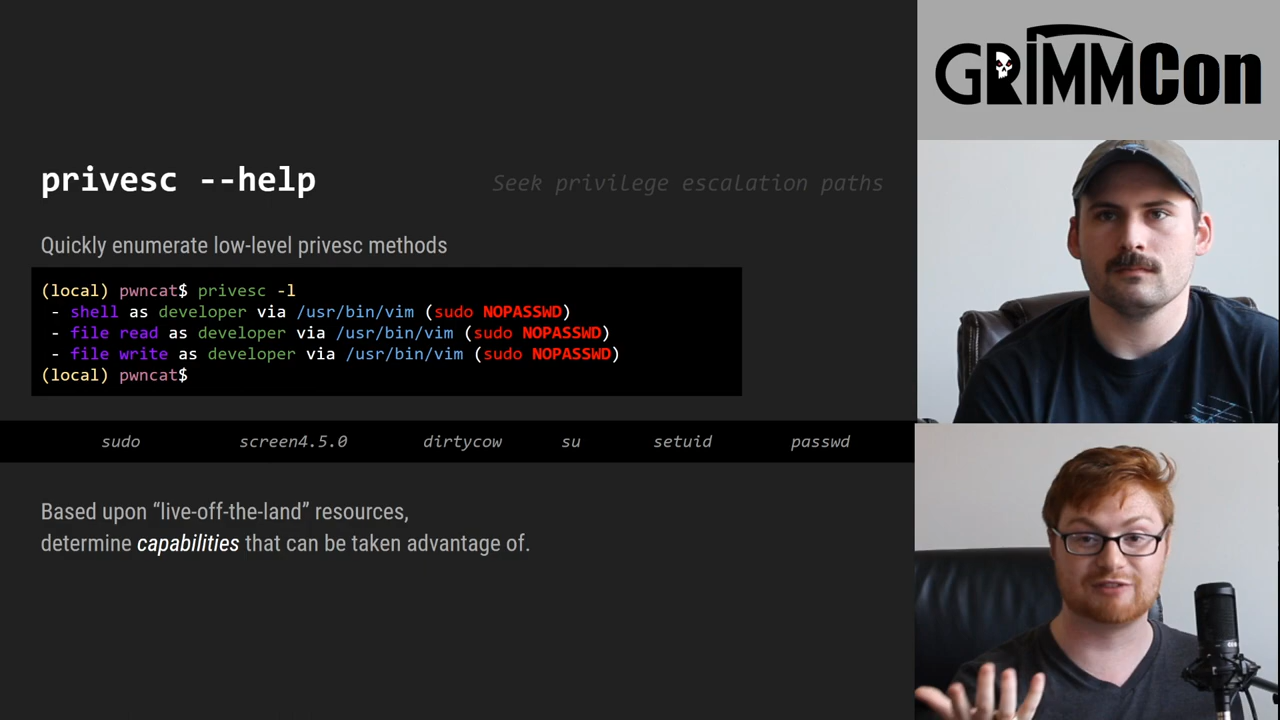 GRIMMCon
privesc --help
Seek privilege escalation paths
Quickly enumerate low-level privesc methods
(local) pwncat$ privesc -l
- shell as developer via /usr/bin/vim (sudo NOPASSWD)
- file read as developer via /usr/bin/vim (sudo NOPASSWD)
- file write as developer via /usr/bin/vim (sudo NOPASSWD)
(local) pwncat$
sudo screen4.5.0 dirtycow su setuid passwd
Based upon “live-off-the-land” resources,
determine capabilities that can be taken advantage of.